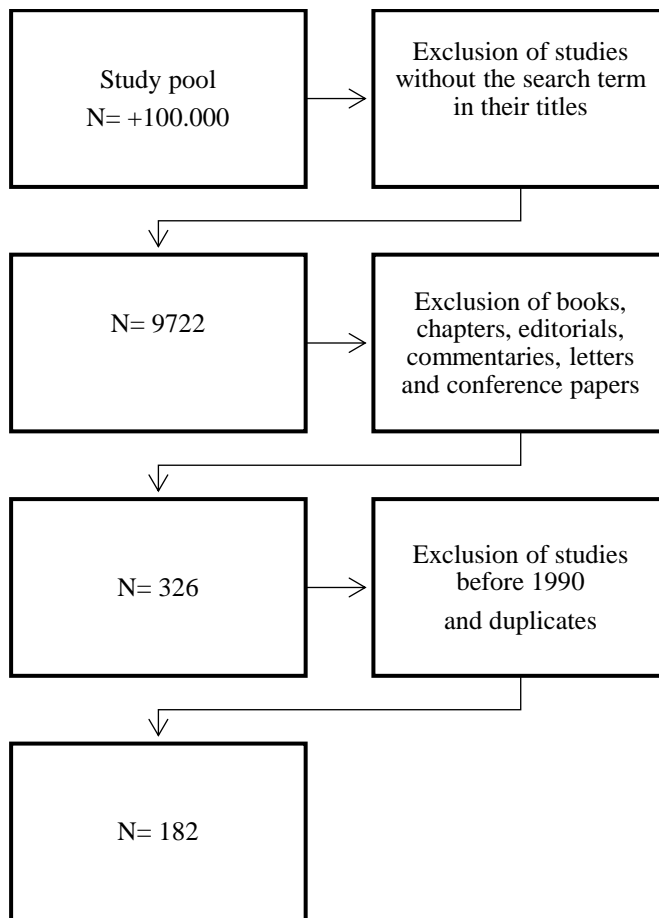 Study pool
N= +100.000
Exclusion of studies
without the search term
in their titles
N= 9722
Exclusion of books,
chapters, editorials,
commentaries, letters
and conference papers
N= 326
Exclusion of studies
before 1990
and duplicates
N= 182